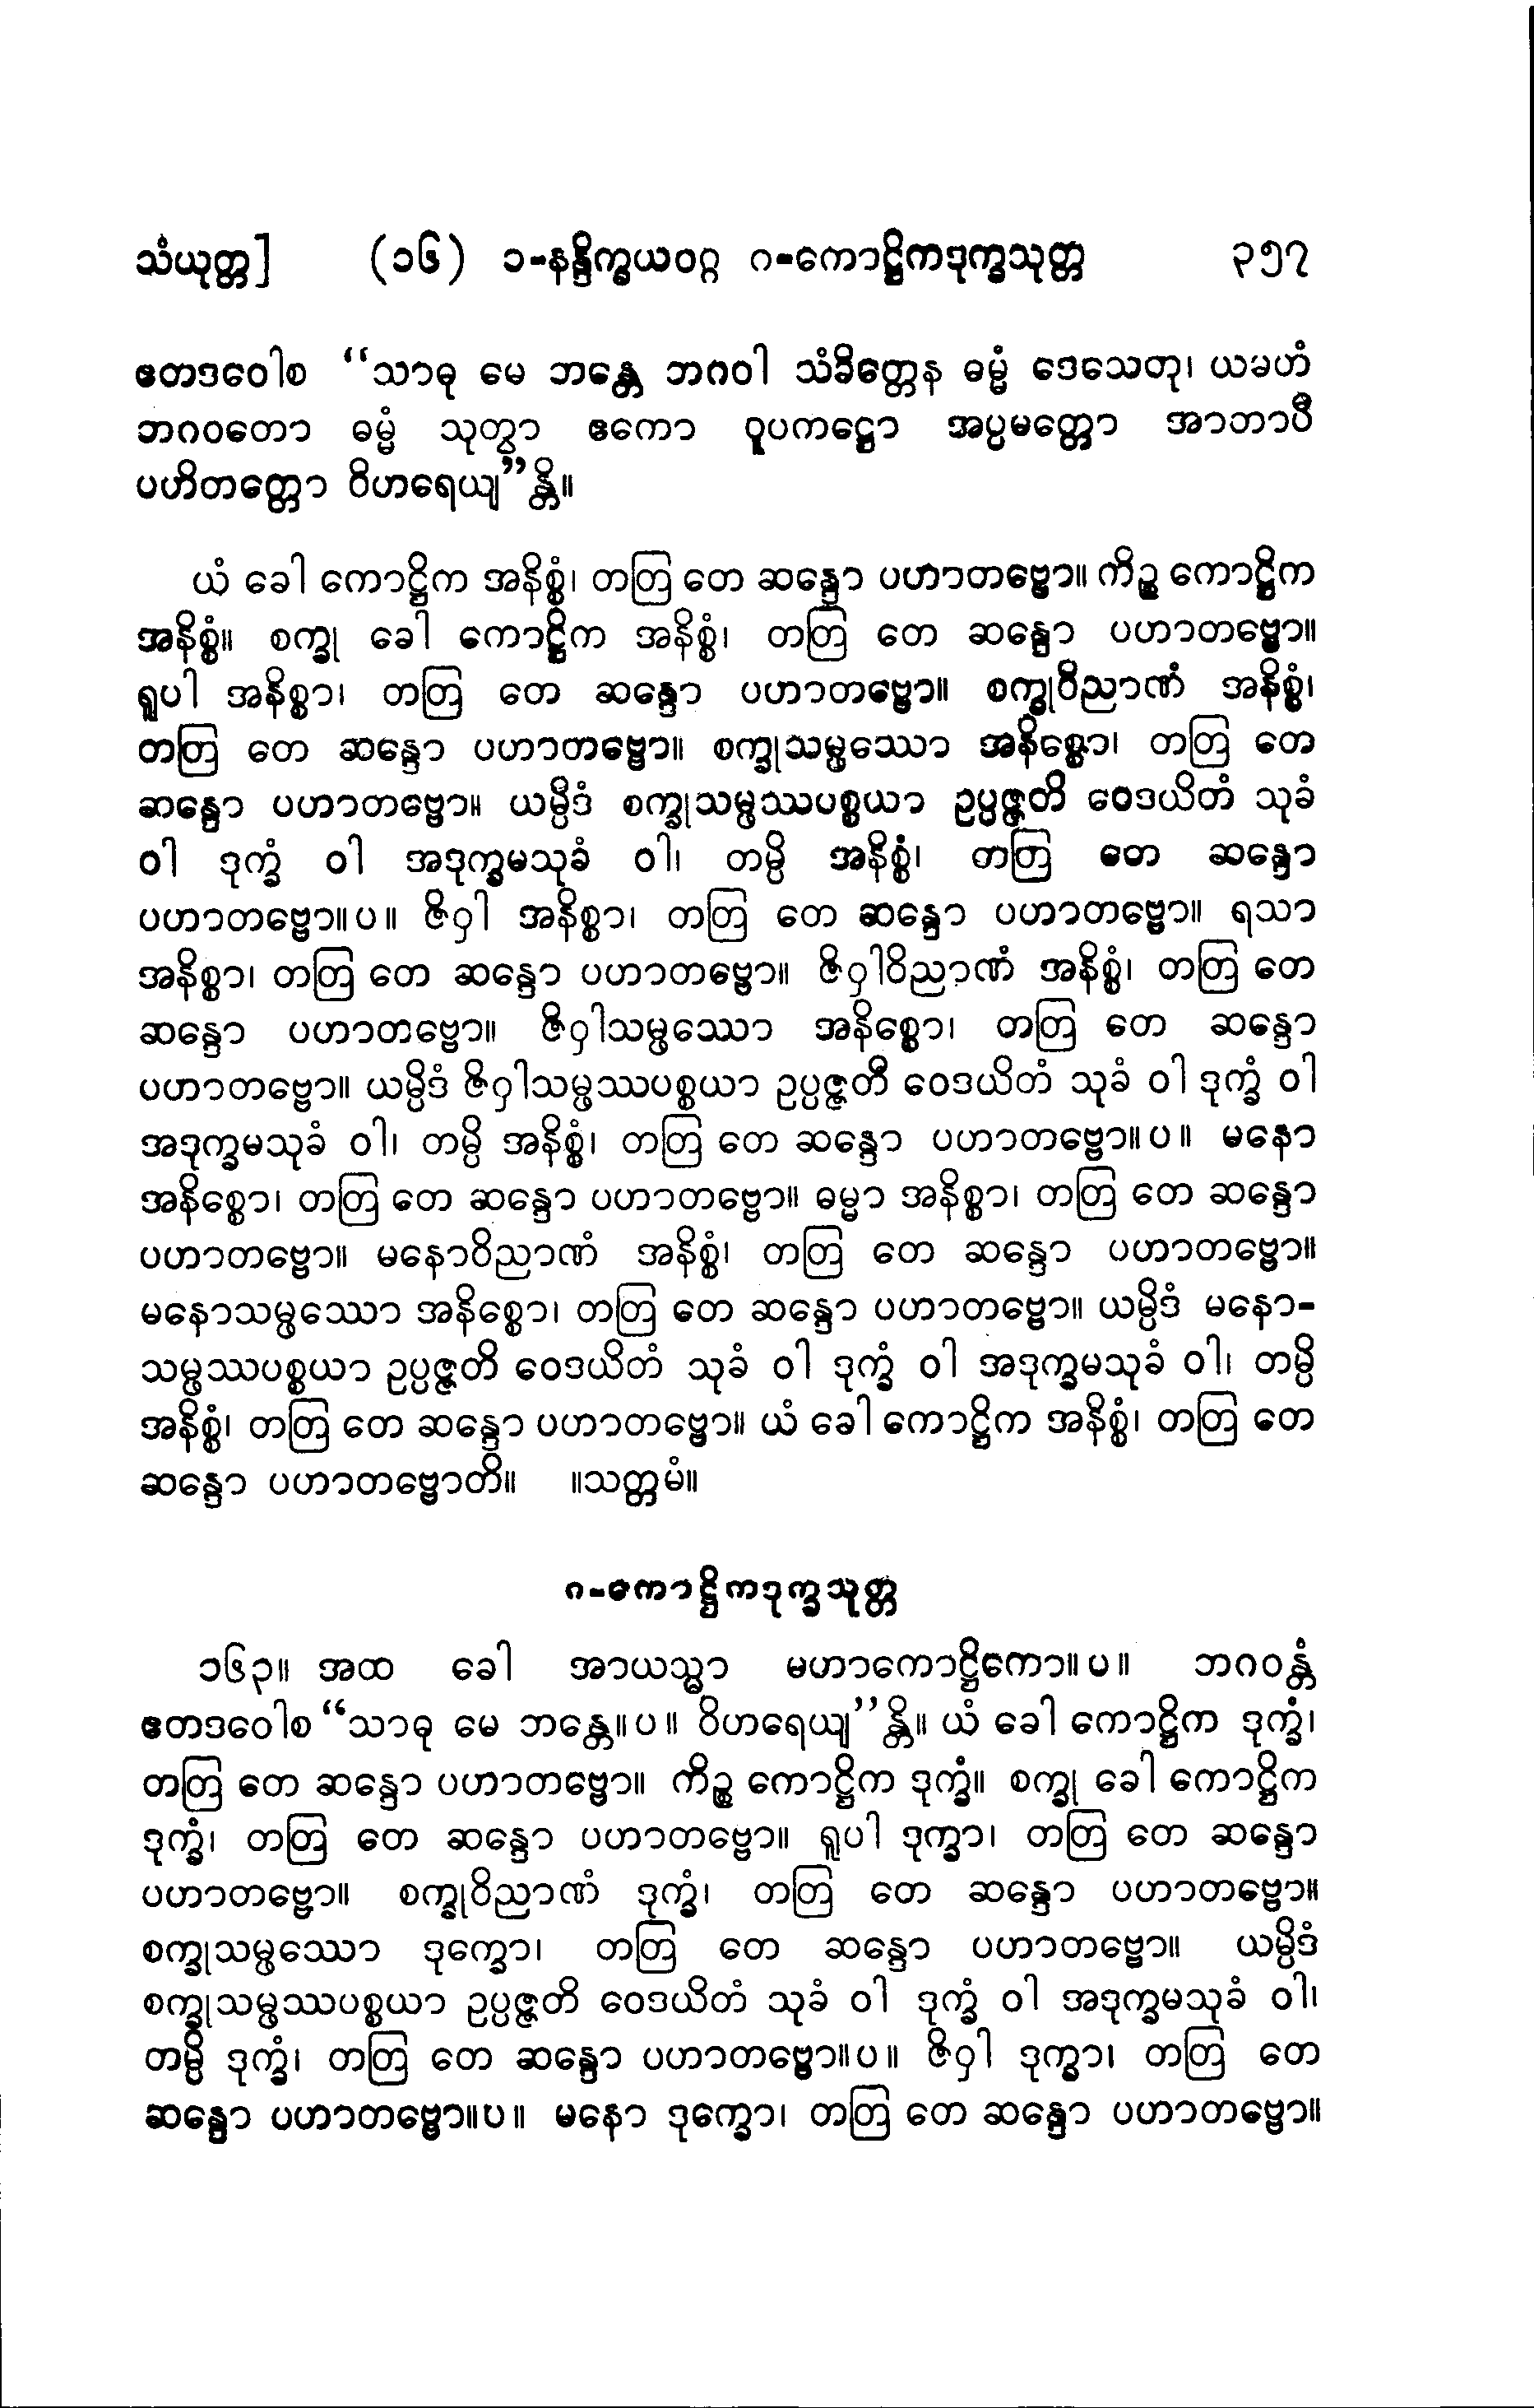 သံယုတ္တ] (၁၆) ၁-နန္ဒိက္ခယဝဂ္ဂ ဂ-ကောဋ္ဌိကဒုက္ခသုတ္တ ၃၅၇
ဧတဒဝေါစ “သာဓု မေ ဘန္တေ ဘဂဝါ သံခိတ္တေန ဓမ္မံ ဒေသေတု၊ ယမဟံ
ဘဂဝတော ဓမ္မံ သုတွာ ဧကော ဝူပကဋ္ဌော အပ္ပမတ္တော အာတာပီ
ပဟိတတ္တော ဝိဟရေယျ”န္တိ။
ယံ ခေါ ကောဋ္ဌိက အနိစ္စံ၊ တတြ တေ ဆန္ဒော ပဟာတဗ္ဗော။ ကိဉ္စ ကောဋ္ဌိက
အနိစ္စံ။ စက္ခု ခေါ ကောဋ္ဌိက အနိစ္စံ၊ တတြ တေ ဆန္ဒော ပဟာတဗ္ဗော။
ရူပါ အနိစ္စာ၊ တတြ တေ ဆန္ဒော ပဟာတဗ္ဗော။ စက္ခုဝိညာဏံ အနိစ္စံ၊
တတြ တေ ဆန္ဒော ပဟာတဗ္ဗော။ စက္ခုသမ္ဖဿော အနိစ္စော၊ တတြ တေ
ဆန္ဒော ပဟာတဗ္ဗော။ ယမ္ပိဒံ စက္ခုသမ္ဖဿပစ္စယာ ဥပ္ပဇ္ဇတိ ဝေဒယိတံ သုခံ
ဝါ ဒုက္ခံ ဝါ အဒုက္ခမသုခံ ဝါ၊ တမ္ပိ အနိစ္စံ၊ တတြ တေ ဆန္ဒော
ပဟာတဗ္ဗော။ပ။ ဇိဝှါ အနိစ္စာ၊ တတြ တေ ဆန္ဒော ပဟာတဗ္ဗော။ ရသာ
အနိစ္စာ၊ တတြ တေ ဆန္ဒော ပဟာတဗ္ဗော။ ဇိဝှါဝိညာဏံ အနိစ္စံ၊ တတြ တေ
ဆန္ဒော ပဟာတဗ္ဗော။ ဇိဝှါသမ္ဖဿော အနိစ္စော၊ တတြ တေ ဆန္ဒော
ပဟာတဗ္ဗော။ ယမ္ပိဒံ ဇိဝှါသမ္ဖဿပစ္စယာ ဥပ္ပဇ္ဇတိ ဝေဒယိတံ သုခံ ဝါ ဒုက္ခံ ဝါ
အဒုက္ခမသုခံ ဝါ၊ တမ္ပိ အနိစ္စံ၊ တတြ တေ ဆန္ဒော ပဟာတဗ္ဗော။ပ။ မနော
အနိစ္စော၊ တတြ တေ ဆန္ဒော ပဟာတဗ္ဗော။ ဓမ္မာ အနိစ္စာ၊ တတြ တေ ဆန္ဒော
ပဟာတဗ္ဗော။ မနောဝိညာဏံ အနိစ္စံ၊ တတြ တေ ဆန္ဒော ပဟာတဗ္ဗော။
မနောသမ္ဖဿော အနိစ္စော၊ တတြ တေ ဆန္ဒော ပဟာတဗ္ဗော။ ယမ္ပိဒံ မနော-
သမ္ဖဿပစ္စယာ ဥပ္ပဇ္ဇတိ ဝေဒယိတံ သုခံ ဝါ ဒုက္ခံ ဝါ အဒုက္ခမသုခံ ဝါ၊ တမ္ပိ
အနိစ္စံ၊ တတြ တေ ဆန္ဒော ပဟာတဗ္ဗော။ ယံ ခေါ ကောဋ္ဌိက အနိစ္စံ၊ တတြ တေ
ဆန္ဒော ပဟာတဗ္ဗောတိ။ ။သတ္တမံ။
ဂ-ကောဋ္ဌိကဒုက္ခသုတ္တ
၁၆၃။ အထ ခေါ အာယသ္မာ မဟာကောဋ္ဌိကော။ပ။ ဘဂဝန္တံ
ဧတဒဝေါစ “သာဓု မေ ဘန္တေ။ပ။ ဝိဟရေယျ”န္တိ။ ယံ ခေါ ကောဋ္ဌိက ဒုက္ခံ၊
တတြ တေ ဆန္ဒော ပဟာတဗ္ဗော။ ကိဉ္စ ကောဋ္ဌိက ဒုက္ခံ။ စက္ခု ခေါ ကောဋ္ဌိက
ဒုက္ခံ၊ တတြ တေ ဆန္ဒော ပဟာတဗ္ဗော။ ရူပါ ဒုက္ခာ၊ တတြ တေ ဆန္ဒော
ပဟာတဗ္ဗော။ စက္ခုဝိညာဏံ ဒုက္ခံ၊ တတြ တေ ဆန္ဒော ပဟာတဗ္ဗော။
စက္ခုသမ္ဖဿော ဒုက္ခော၊ တတြ တေ ဆန္ဒော ပဟာတဗ္ဗော။ ယမ္ပိဒံ
စက္ခုသမ္ဖဿပစ္စယာ ဥပ္ပဇ္ဇတိ ဝေဒယိတံ သုခံ ဝါ ဒုက္ခံ ဝါ အဒုက္ခမသုခံ ဝါ၊
တမ္ပိ ဒုက္ခံ၊ တတြ တေ ဆန္ဒော ပဟာတဗ္ဗော။ပ။ ဇိဝှါ ဒုက္ခာ၊ တတြ တေ
ဆန္ဒော ပဟာတဗ္ဗော။ပ။ မနော ဒုက္ခော၊ တတြ တေ ဆန္ဒော ပဟာတဗ္ဗော။